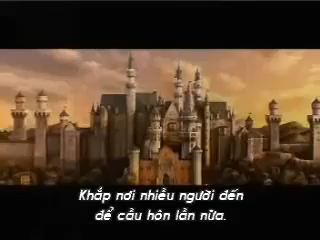 Khắp nơi nhiều người đến
để cầu hôn lần nữa.